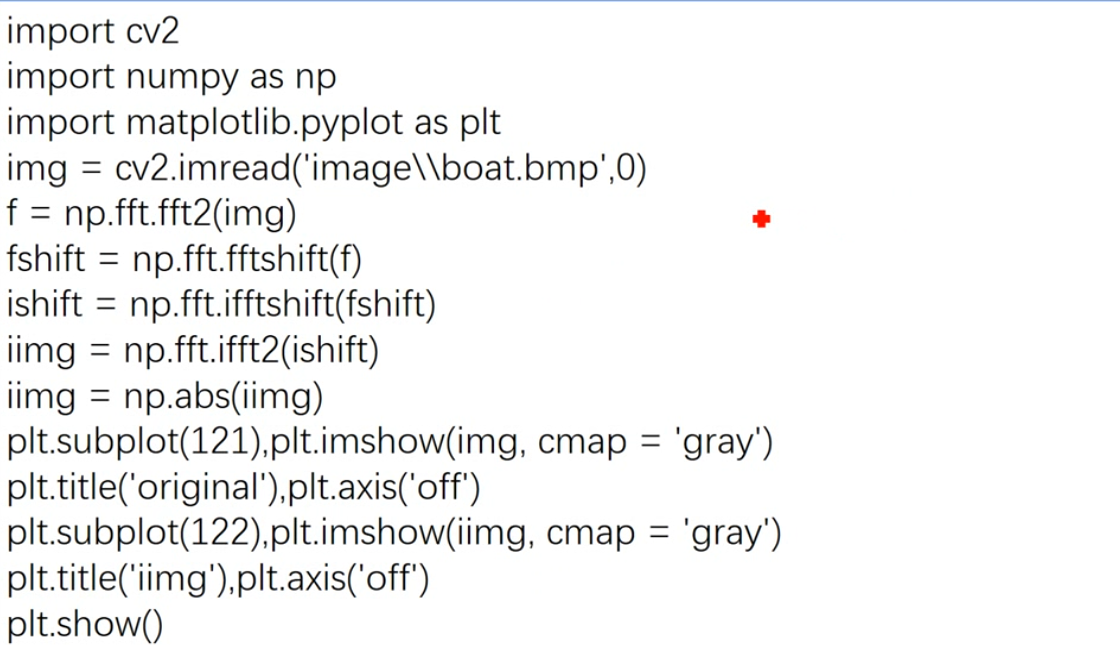 import cv2
import numpy as np
import matplotlib.pyplot as plt
img = cv2.imread('image\\boat.bmp',0)
f = np.fft.fft2(img)
fshift = np.fft.fftshift(f)
ishift = np.fft.ifftshift(fshift)
iimg = np.fft.ifft2(ishift)
iimg = np.abs(iimg)
plt.subplot(121),plt.imshow(img, cmap = 'gray')
plt.title('original'),plt.axis('off')
plt.subplot(122),plt.imshow(iimg, cmap = 'gray')
plt.title('iimg'),plt.axis('off')
plt.show()